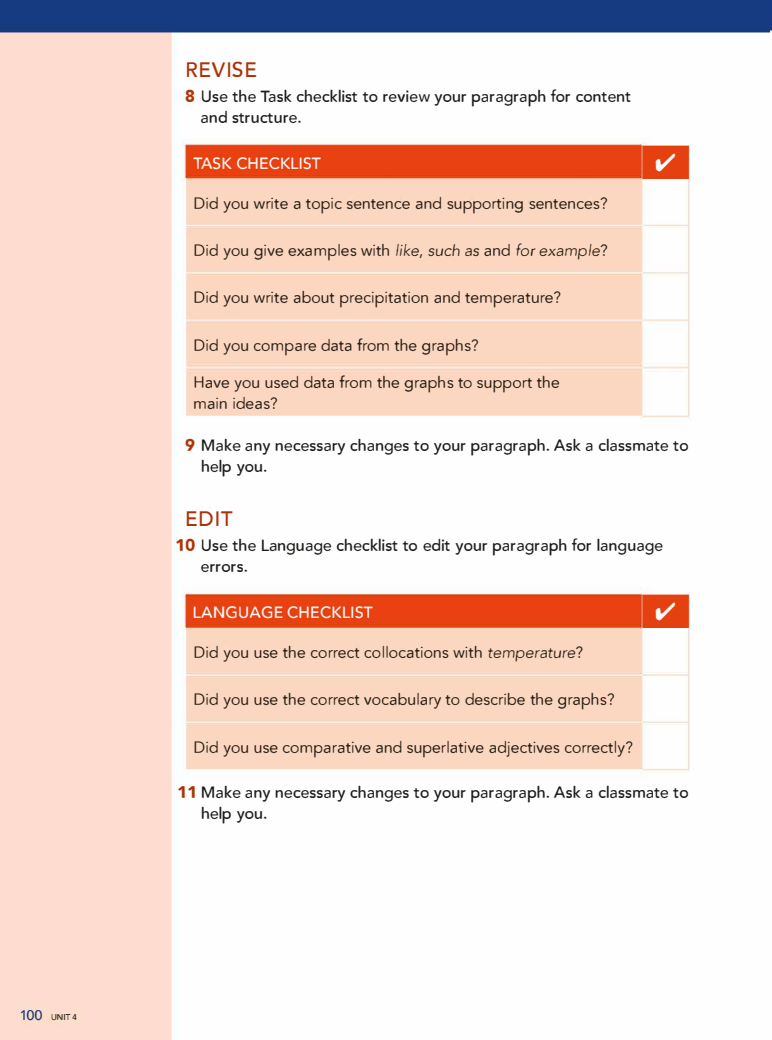 REVISE
8 Use the Task checklist to review your paragraph for content
and structure.
TASK CHECKLIST ✔
Did you write a topic sentence and supporting sentences?
Did you give examples with like, such as and for example?
Did you write about precipitation and temperature?
Did you compare data from the graphs?
Have you used data from the graphs to support the
main ideas?
9 Make any necessary changes to your paragraph. Ask a classmate to
help you.
EDIT
10 Use the Language checklist to edit your paragraph for language
errors.
LANGUAGE CHECKLIST ✔
Did you use the correct collocations with temperature?
Did you use the correct vocabulary to describe the graphs?
Did you use comparative and superlative adjectives correctly?
11 Make any necessary changes to your paragraph. Ask a classmate to
help you.
100 UNIT 4